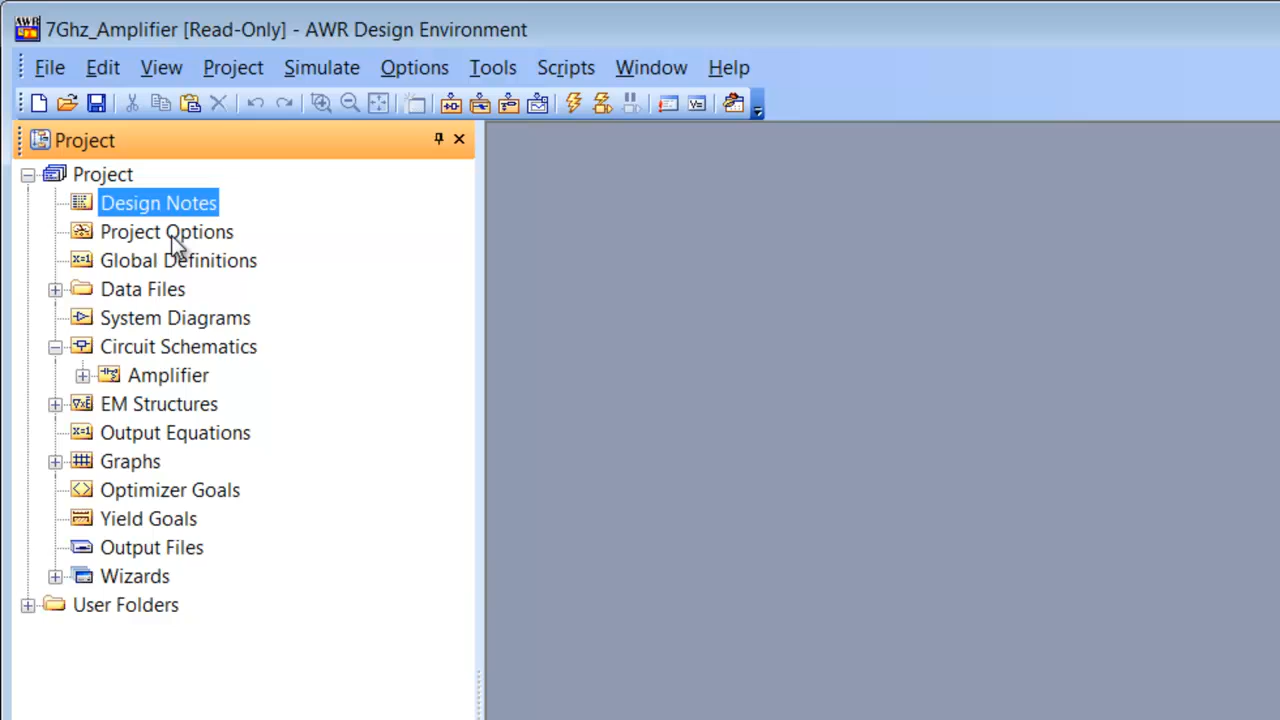 7Ghz_Amplifier [Read-Only] - AWR Design Environment
File Edit View Project Simulate Options Tools Scripts Window Help
Project
Project
Design Notes
Project Options
Global Definitions
Data Files
System Diagrams
Circuit Schematics
Amplifier
EM Structures
Output Equations
Graphs
Optimizer Goals
Yield Goals
Output Files
Wizards
User Folders